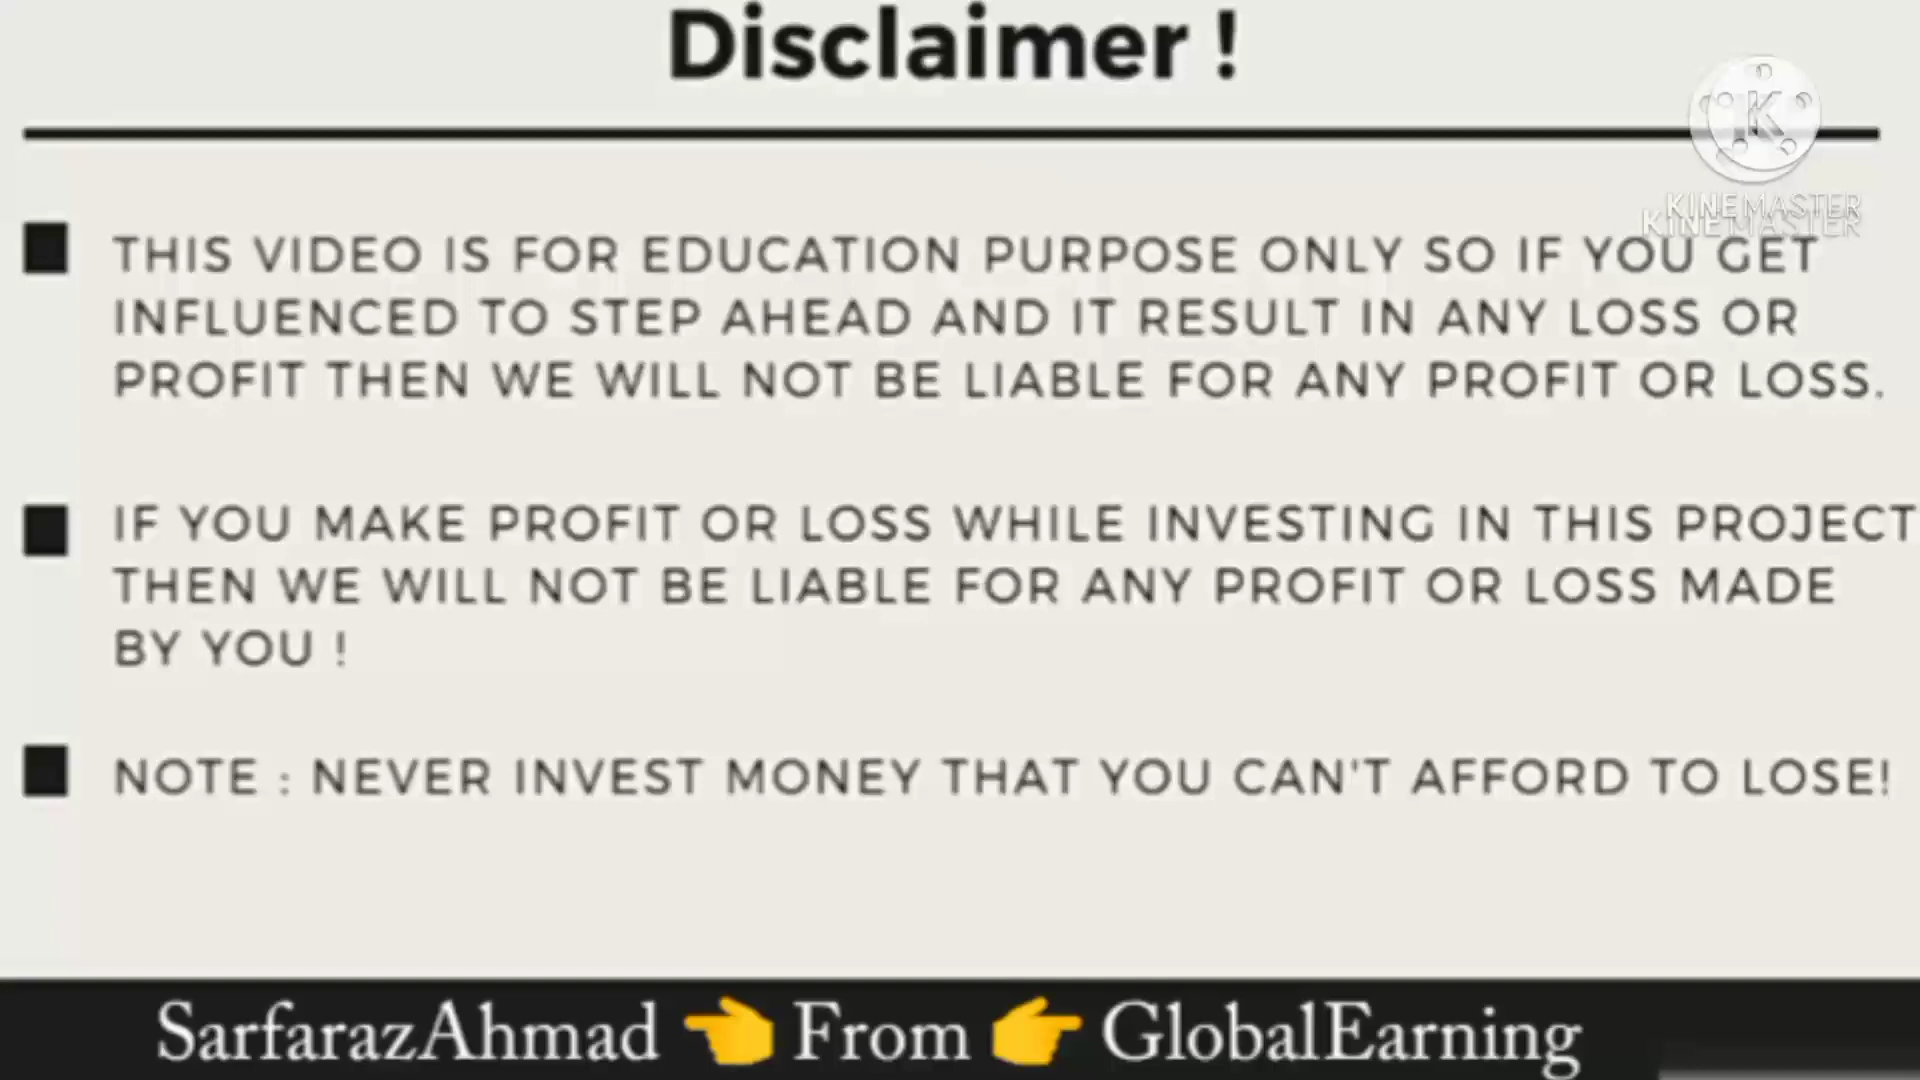 Disclaimer !
K
KINEMASTER
KINEMASTER
THIS VIDEO IS FOR EDUCATION PURPOSE ONLY SO IF YOU GET
INFLUENCED TO STEP AHEAD AND IT RESULT IN ANY LOSS OR
PROFIT THEN WE WILL NOT BE LIABLE FOR ANY PROFIT OR LOSS.
IF YOU MAKE PROFIT OR LOSS WHILE INVESTING IN THIS PROJECT
THEN WE WILL NOT BE LIABLE FOR ANY PROFIT OR LOSS MADE
BY YOU !
NOTE : NEVER INVEST MONEY THAT YOU CAN'T AFFORD TO LOSE!
SarfarazAhmad 👈 From 👉 GlobalEarning